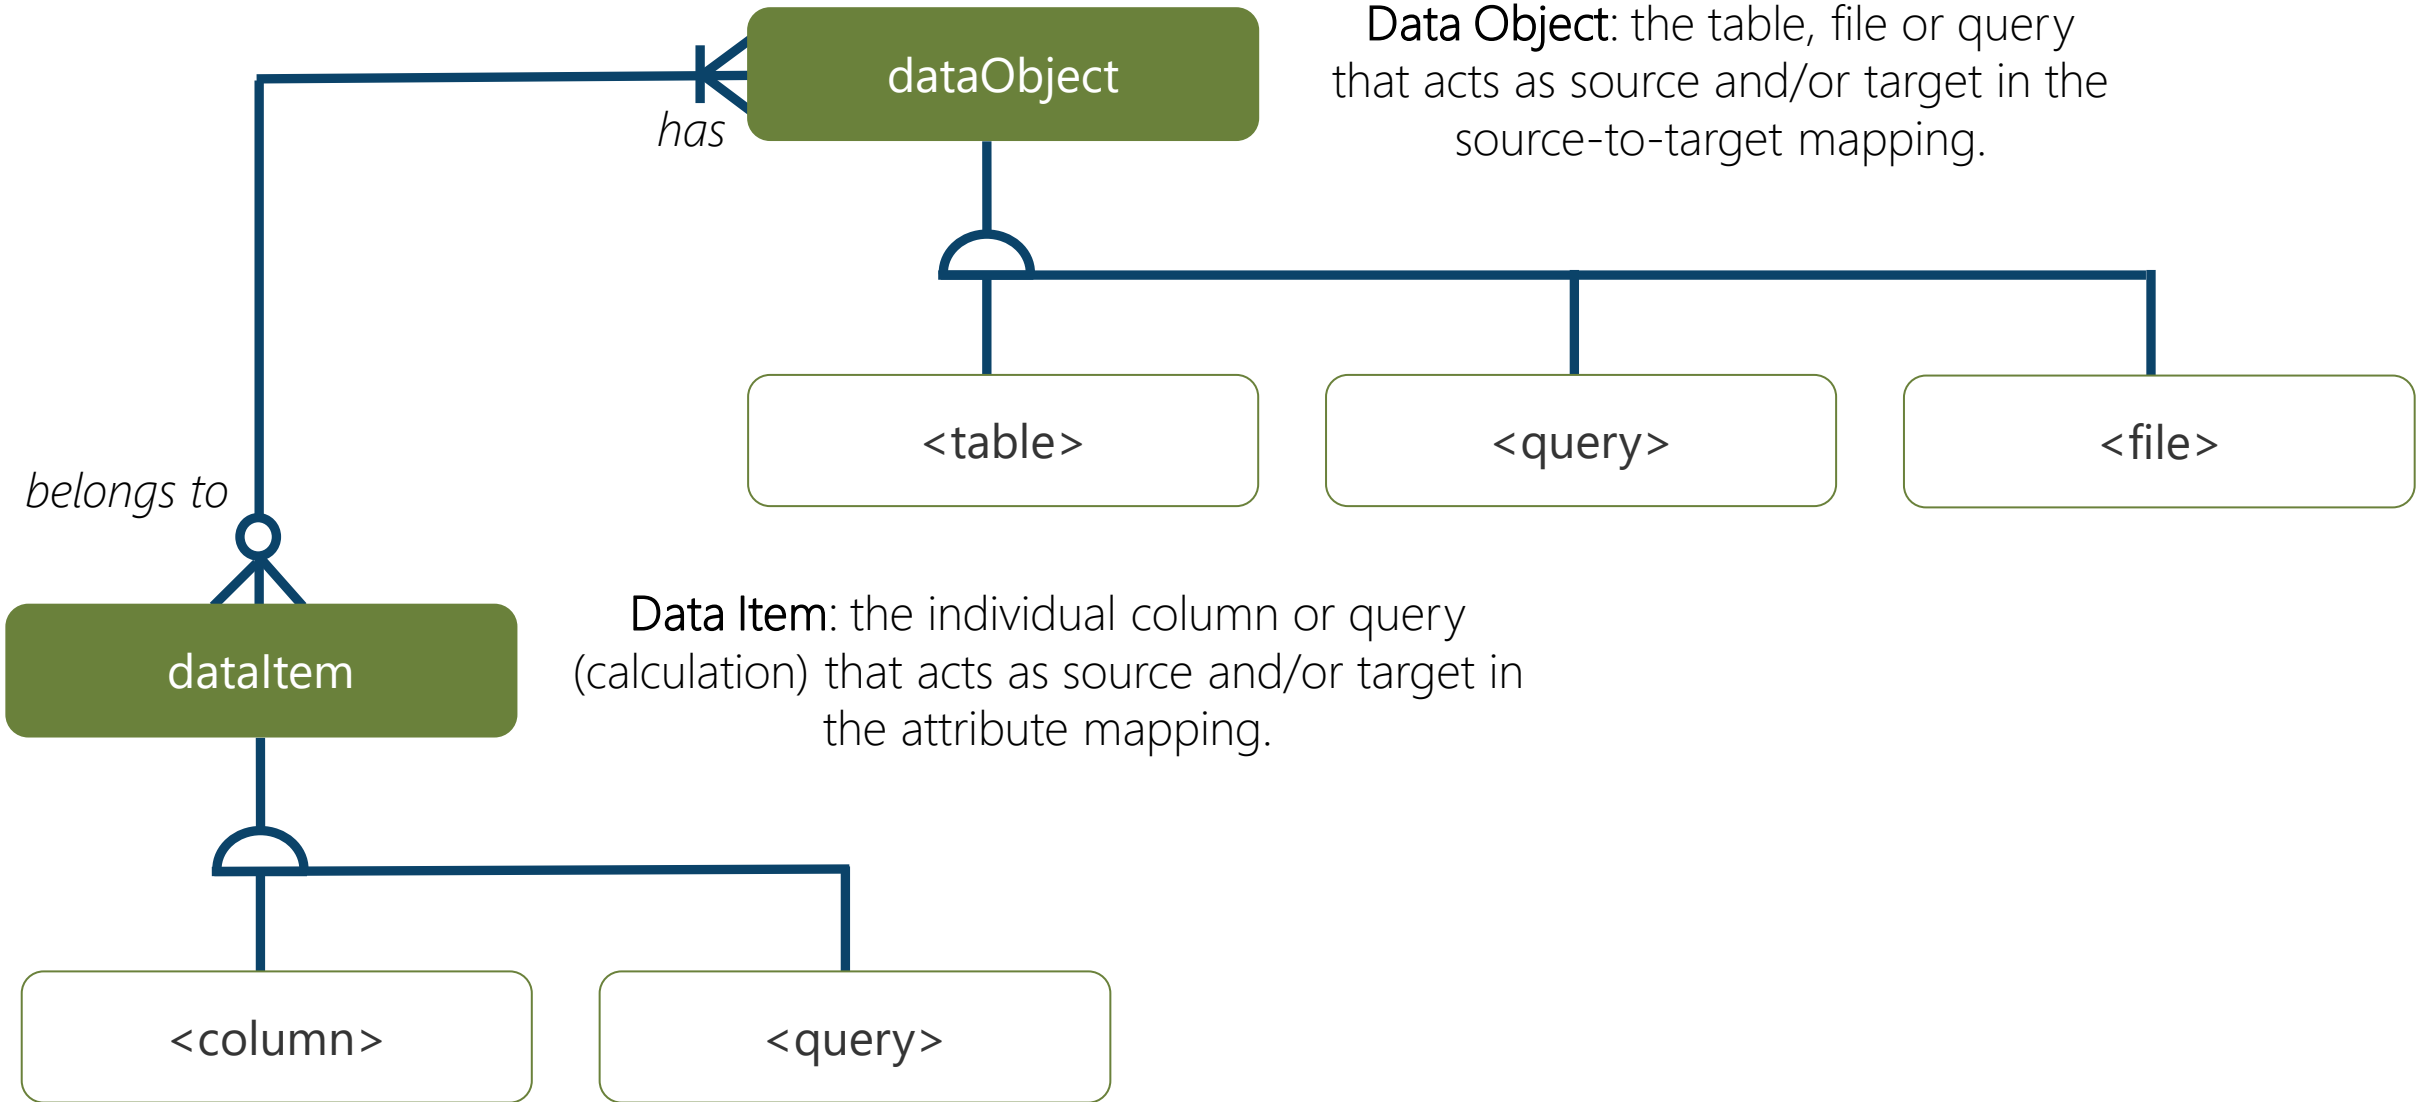 dataObject
Data Object: the table, file or query
that acts as source and/or target in the
source-to-target mapping.
has
<table>
<query>
<file>
belongs to
dataItem
Data Item: the individual column or query
(calculation) that acts as source and/or target in
the attribute mapping.
<column>
<query>